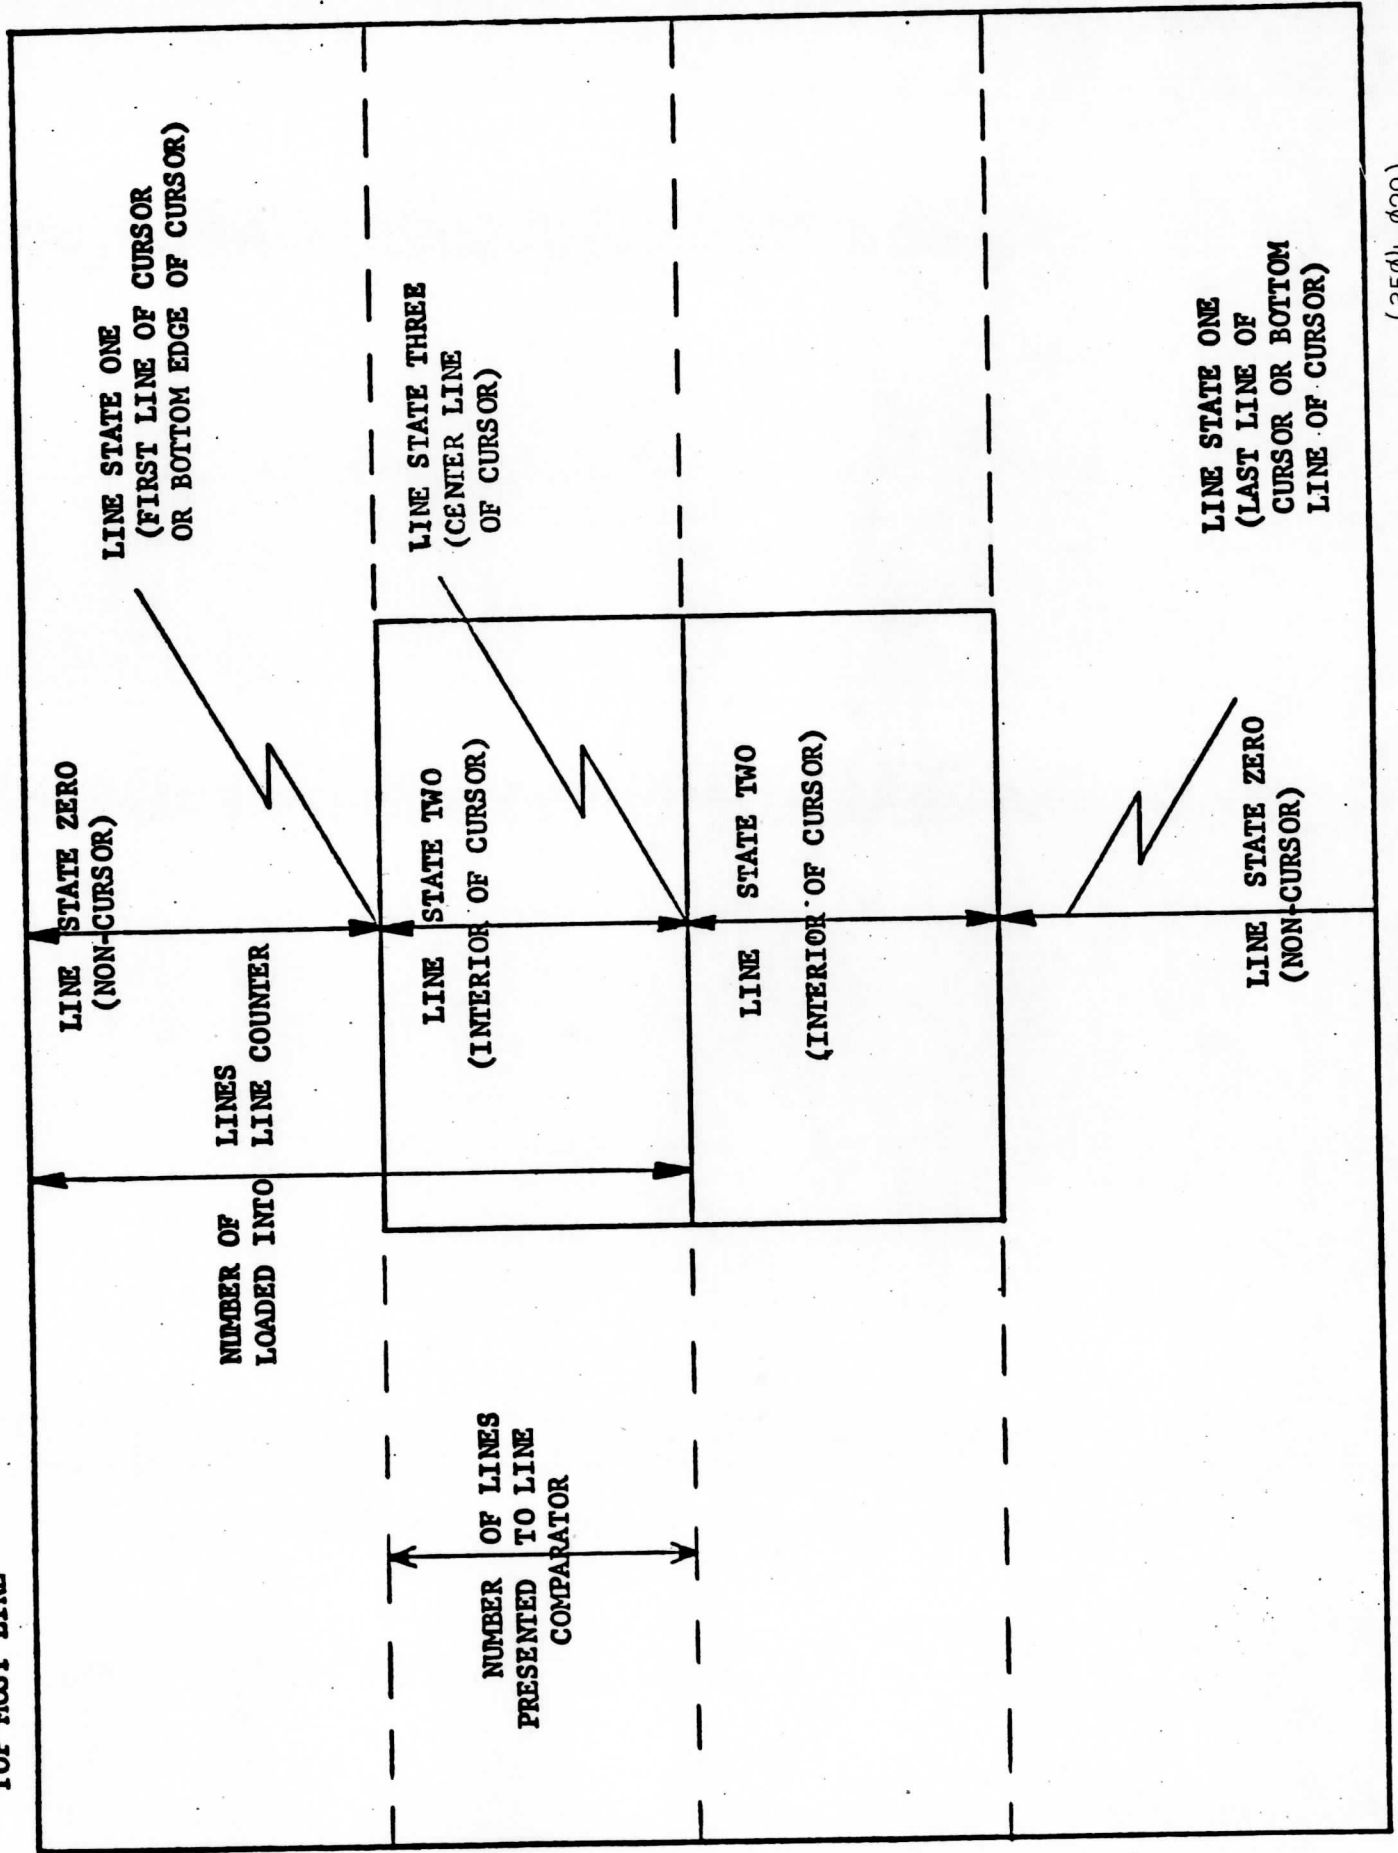 TOP MOST LINE
LINE STATE ZERO
(NON-CURSOR)
LINE STATE ONE
(FIRST LINE OF CURSOR
OR BOTTOM EDGE OF CURSOR)
NUMBER OF LINES
LOADED INTO LINE COUNTER
LINE STATE TWO
(INTERIOR OF CURSOR)
LINE STATE THREE
(CENTER LINE
OF CURSOR)
NUMBER OF LINES
PRESENTED TO LINE
COMPARATOR
LINE STATE TWO
(INTERIOR OF CURSOR)
LINE STATE ZERO
(NON-CURSOR)
LINE STATE ONE
(LAST LINE OF
CURSOR OR BOTTOM
LINE OF CURSOR)